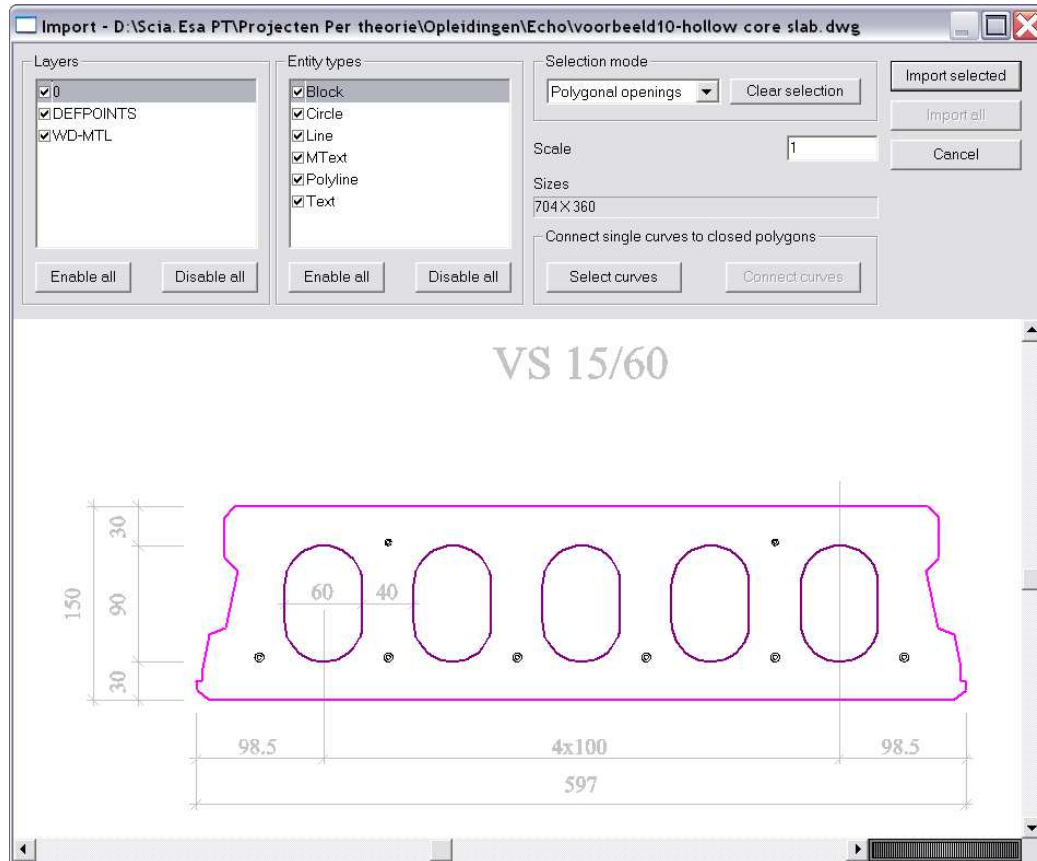 Import - D:\Scia.Esa PT\Projecten Per theorie\Opleidingen\Echo\voorbeeld10-hollow core slab.dwg
Layers
0
DEFPOINTS
WD-MTL
Enable all
Disable all
Entity types
Block
Circle
Line
MText
Polyline
Text
Enable all
Disable all
Selection mode
Polygonal openings
Clear selection
Scale
1
Sizes
704X360
Connect single curves to closed polygons
Select curves
Connect curves
Import selected
Import all
Cancel
VS 15/60
30
150
90
30
60
40
98.5
4x100
98.5
597